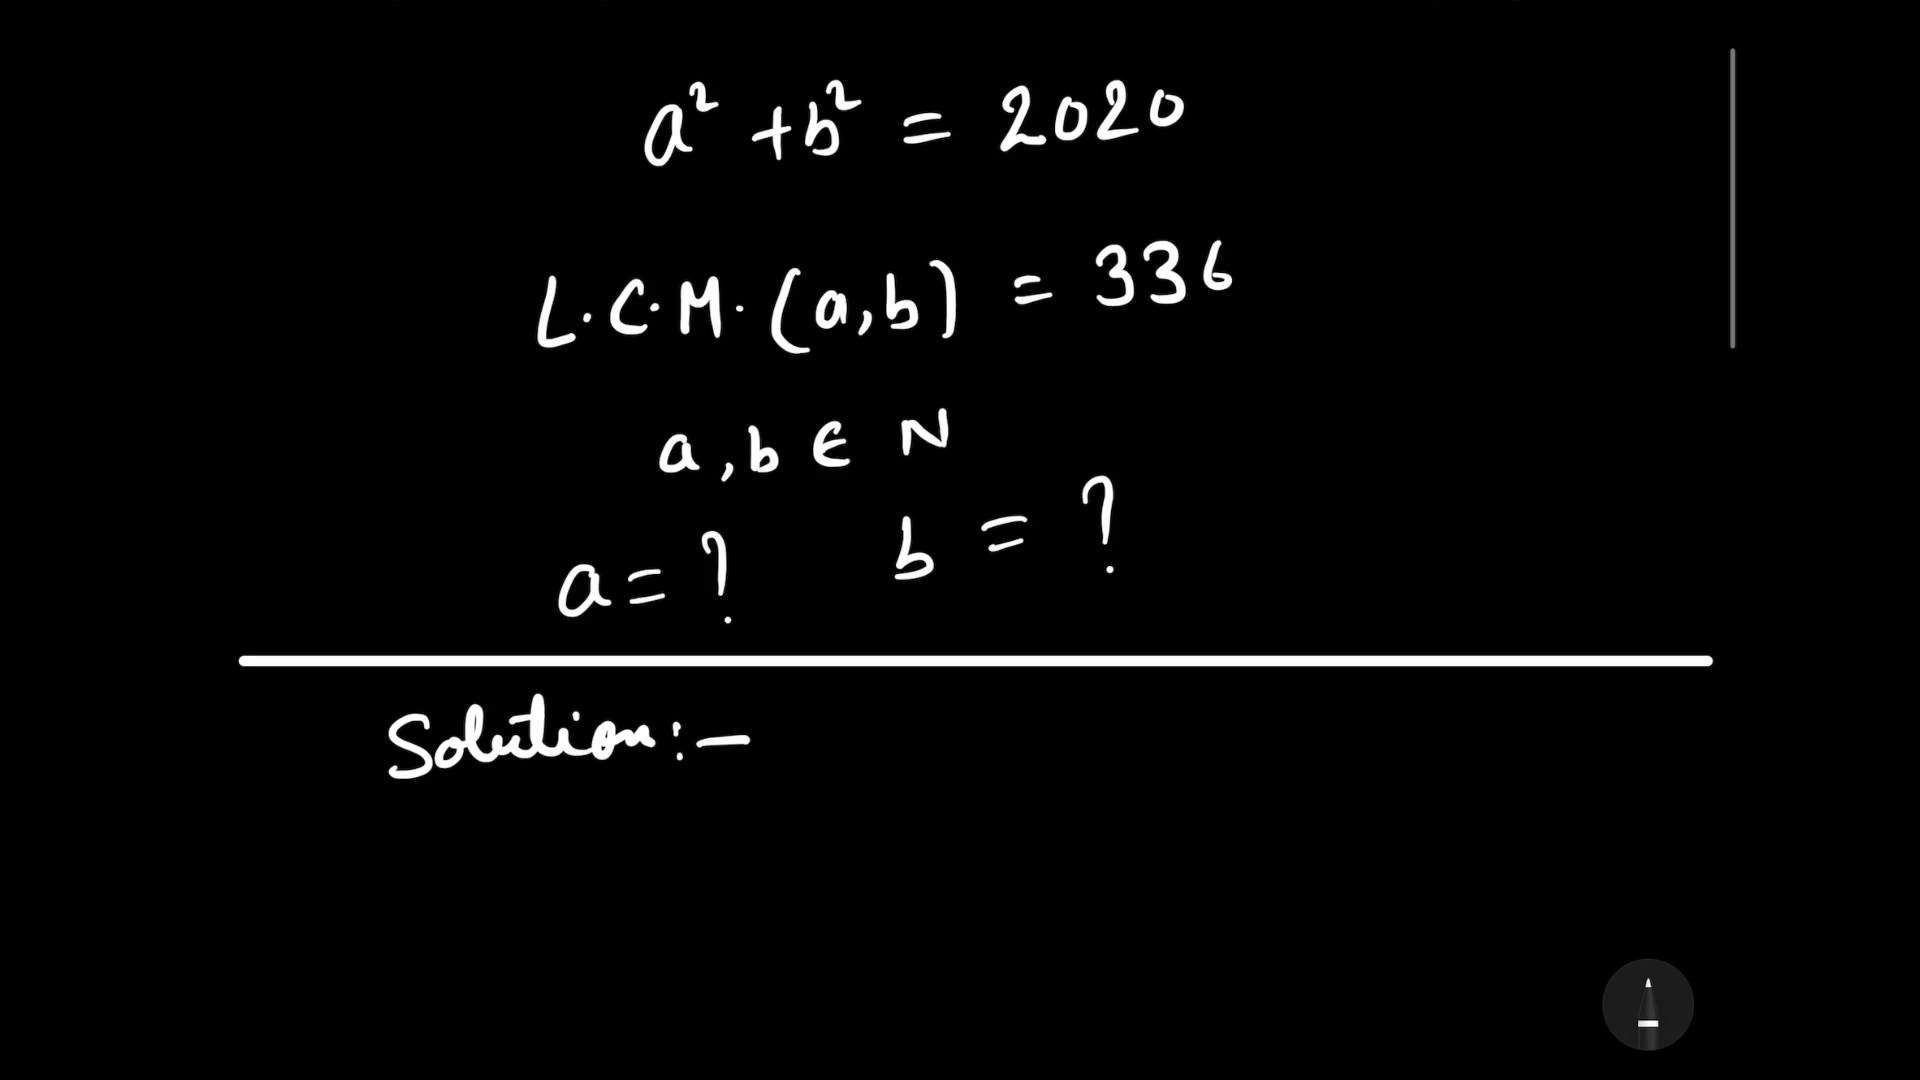 a² + b² = 2020
L.C.M. (a,b) = 336
a,b ∈ N
a = ? b = ?
Solution:-